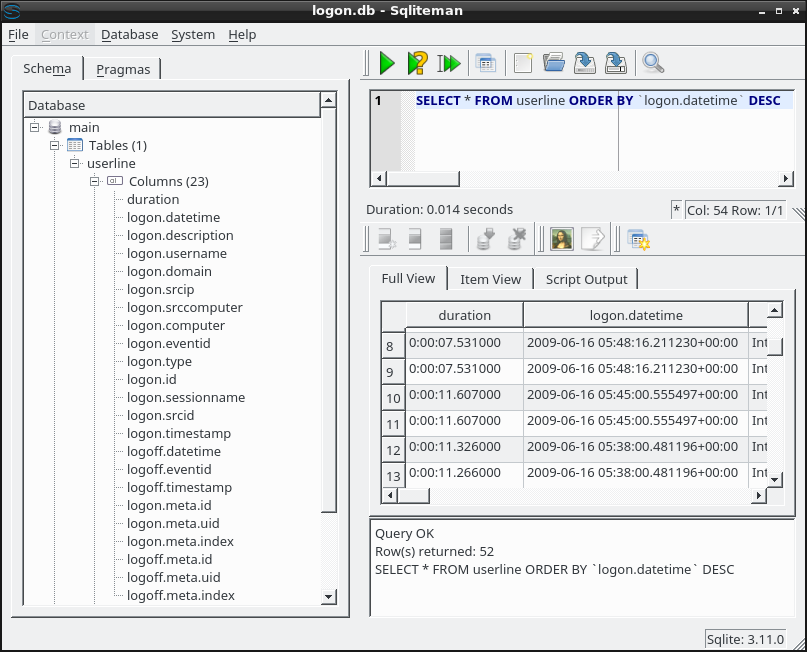 logon.db - Sqliteman
File Context Database System Help
Schema Pragmas
Database
main
Tables (1)
userline
Columns (23)
duration
logon.datetime
logon.description
logon.username
logon.domain
logon.srcip
logon.srccomputer
logon.computer
logon.eventid
logon.type
logon.id
logon.sessionname
logon.srcid
logon.timestamp
logoff.datetime
logoff.eventid
logoff.timestamp
logon.meta.id
logon.meta.uid
logon.meta.index
logoff.meta.id
logoff.meta.uid
logoff.meta.index
1 SELECT * FROM userline ORDER BY `logon.datetime` DESC
Duration: 0.014 seconds * Col: 54 Row: 1/1
Full View Item View Script Output
duration logon.datetime
8 0:00:07.531000 2009-06-16 05:48:16.211230+00:00 Int
9 0:00:07.531000 2009-06-16 05:48:16.211230+00:00 Int
10 0:00:11.607000 2009-06-16 05:45:00.555497+00:00 Int
11 0:00:11.607000 2009-06-16 05:45:00.555497+00:00 Int
12 0:00:11.326000 2009-06-16 05:38:00.481196+00:00 Int
13 0:00:11.266000 2009-06-16 05:38:00.481196+00:00 Int
Query OK
Row(s) returned: 52
SELECT * FROM userline ORDER BY `logon.datetime` DESC
Sqlite: 3.11.0